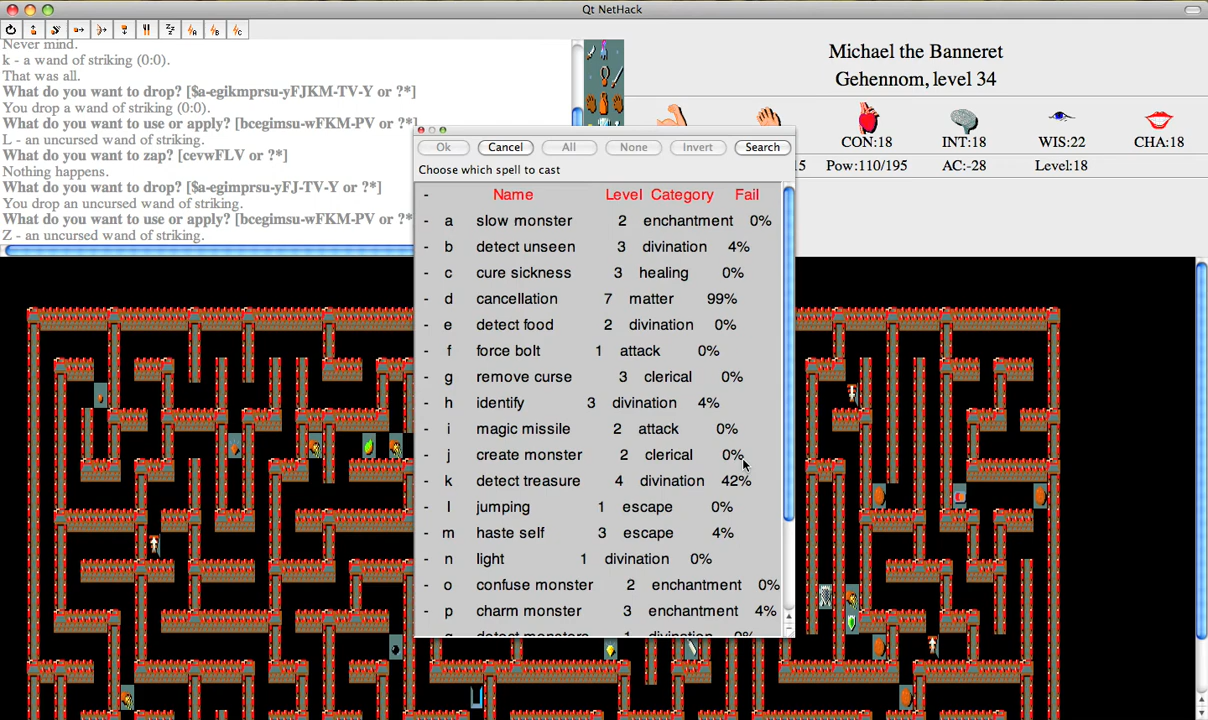 Qt NetHack
Never mind.
k - a wand of striking (0:0).
That was all.
What do you want to drop? [$a-egikmprsu-yFJKM-TV-Y or ?*]
You drop a wand of striking (0:0).
What do you want to use or apply? [bcegimsu-wFKM-PV or ?*]
L - an uncursed wand of striking.
What do you want to zap? [cevwFLV or ?*]
Nothing happens.
What do you want to drop? [$a-egikmprsu-yFJ-TV-Y or ?*]
You drop an uncursed wand of striking.
What do you want to use or apply? [bcegimsu-wFKM-PV or ?*
Z - an uncursed wand of striking.
Michael the Banneret
Gehennom, level 34
CON:18 INT:18 WIS:22 CHA:18
5 Pow:110/195 AC:-28 Level:18
Ok Cancel All None Invert Search
Choose which spell to cast
- Name Level Category Fail
- a slow monster 2 enchantment 0%
- b detect unseen 3 divination 4%
- c cure sickness 3 healing 0%
- d cancellation 7 matter 99%
- e detect food 2 divination 0%
- f force bolt 1 attack 0%
- g remove curse 3 clerical 0%
- h identify 3 divination 4%
- i magic missile 2 attack 0%
- j create monster 2 clerical 0%
- k detect treasure 4 divination 42%
- l jumping 1 escape 0%
- m haste self 3 escape 4%
- n light 1 divination 0%
- o confuse monster 2 enchantment 0%
- p charm monster 3 enchantment 4%
- q detect monsters 1 divination 0%